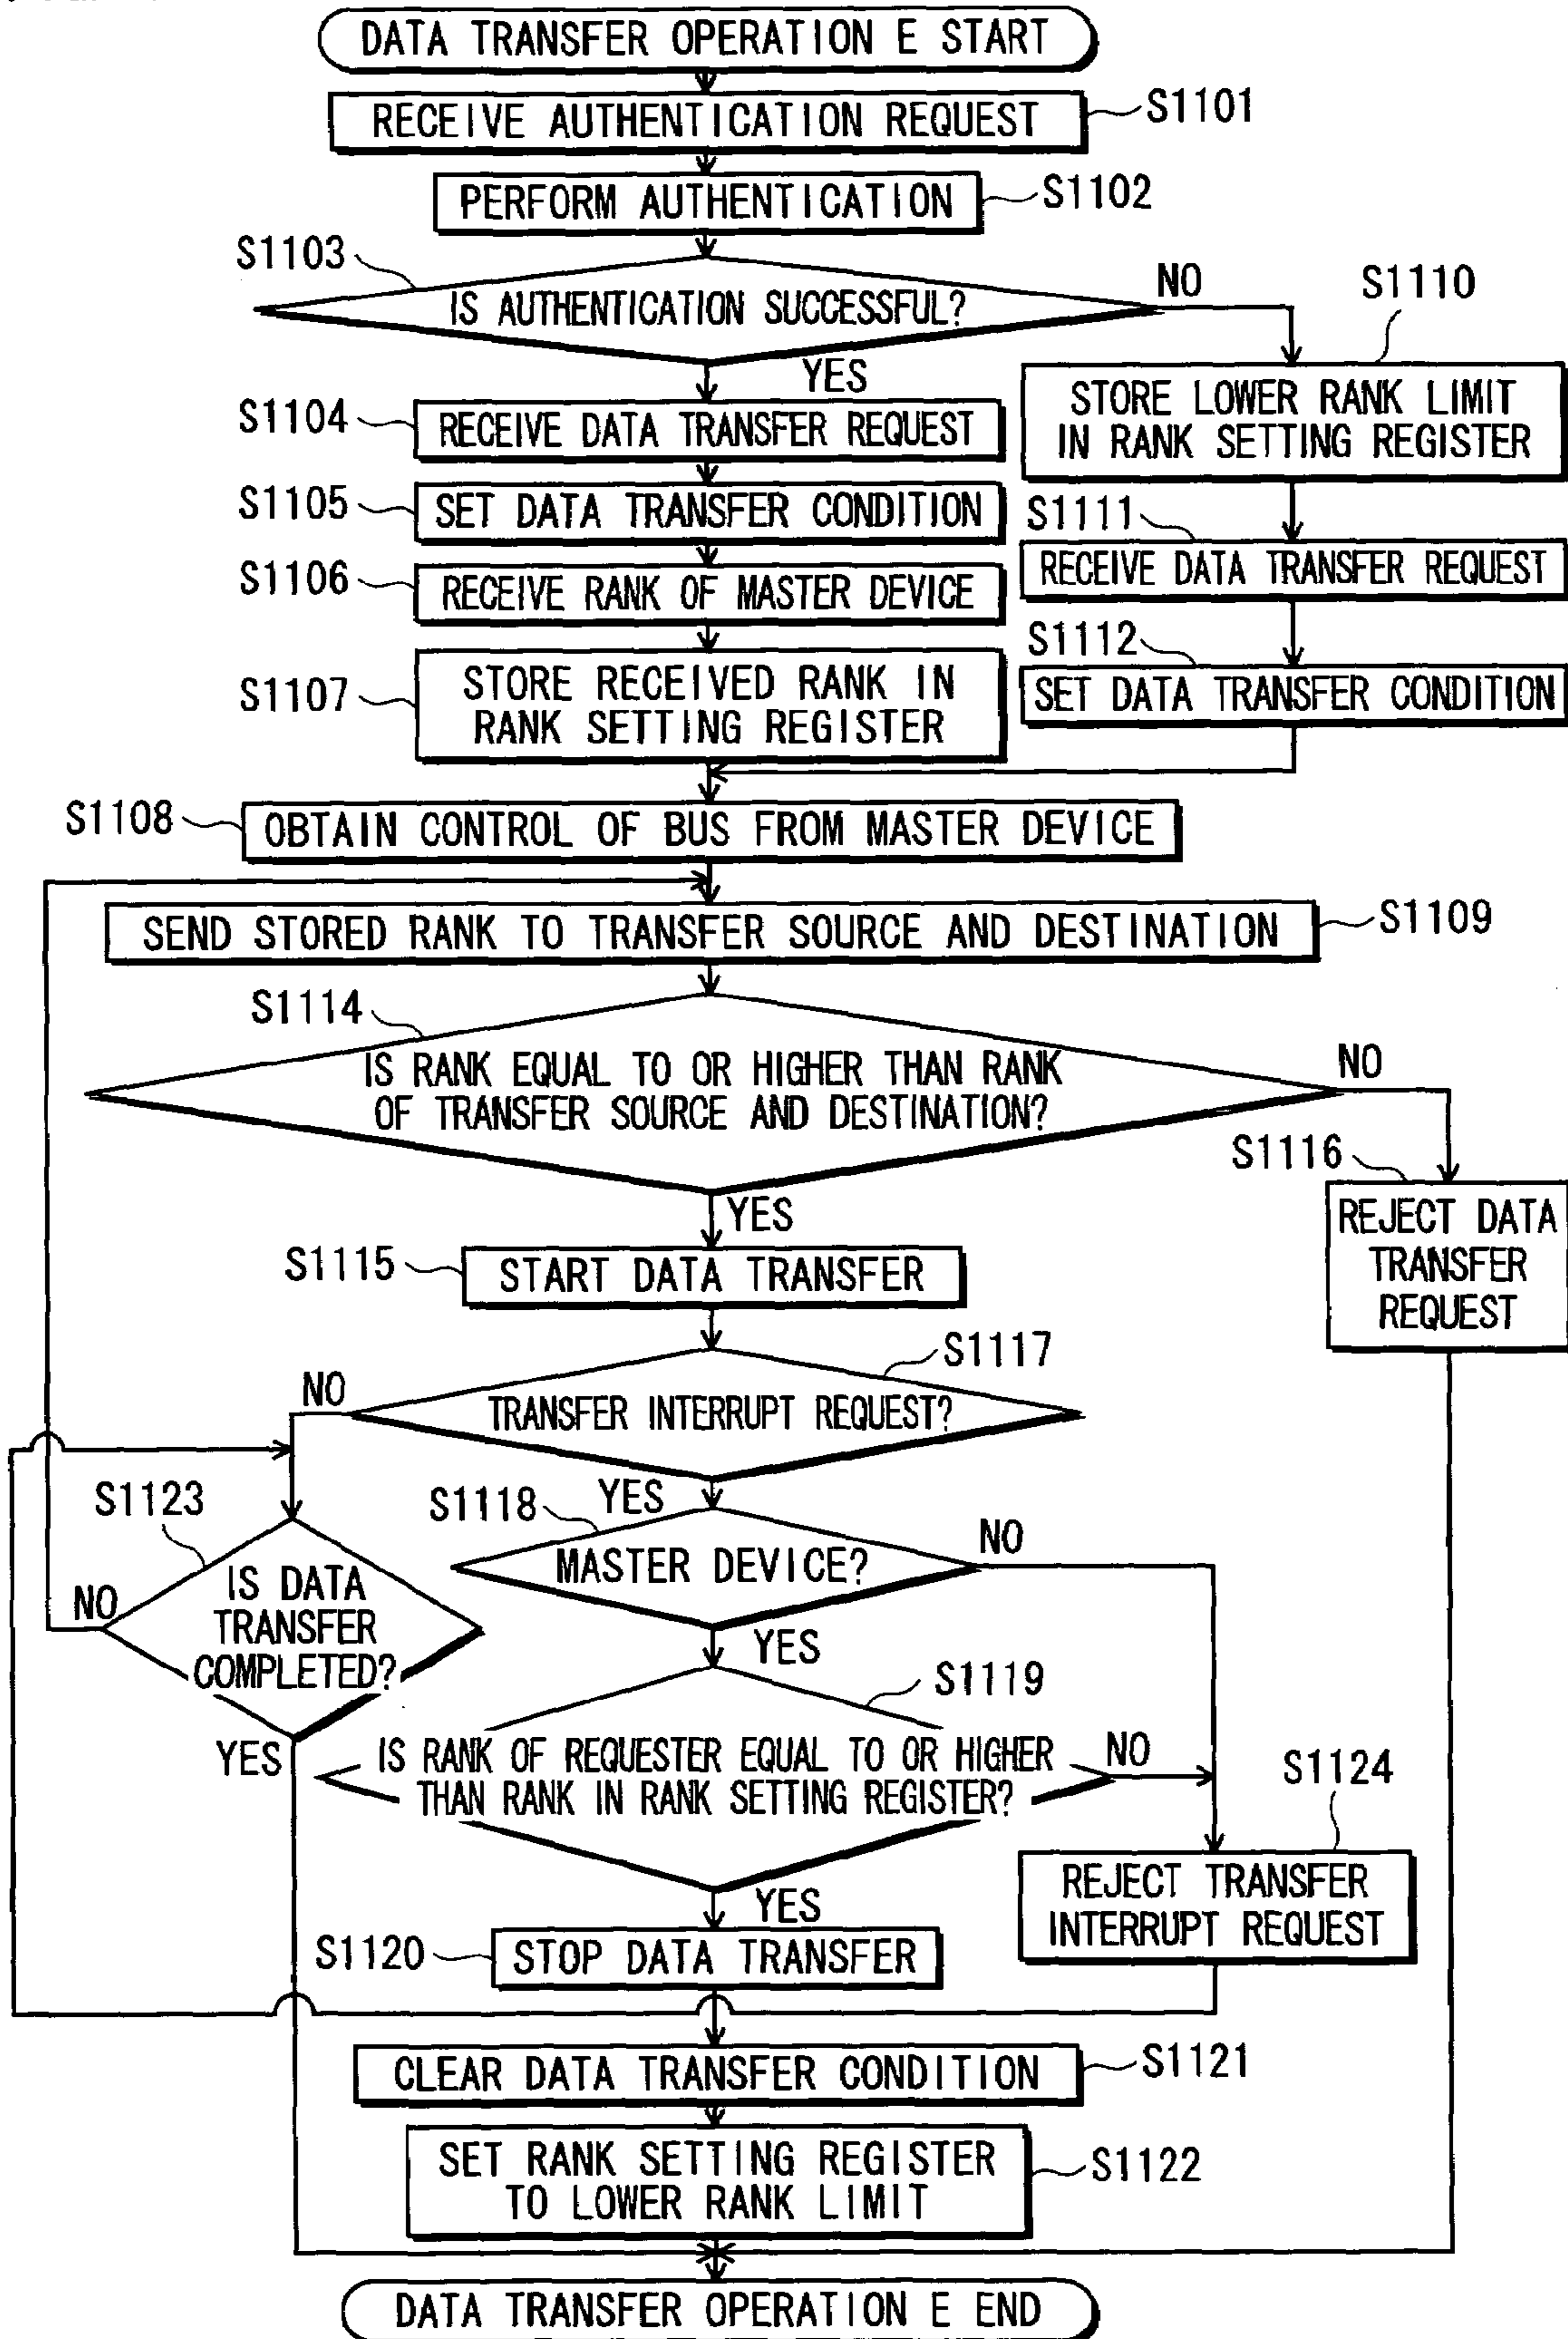 DATA TRANSFER OPERATION E START
RECEIVE AUTHENTICATION REQUEST
S1101
PERFORM AUTHENTICATION
S1102
S1103
IS AUTHENTICATION SUCCESSFUL?
NO
S1110
YES
S1104
RECEIVE DATA TRANSFER REQUEST
STORE LOWER RANK LIMIT
IN RANK SETTING REGISTER
S1105
SET DATA TRANSFER CONDITION
S1111
RECEIVE DATA TRANSFER REQUEST
S1106
RECEIVE RANK OF MASTER DEVICE
S1112
SET DATA TRANSFER CONDITION
S1107
STORE RECEIVED RANK IN
RANK SETTING REGISTER
S1108
OBTAIN CONTROL OF BUS FROM MASTER DEVICE
SEND STORED RANK TO TRANSFER SOURCE AND DESTINATION
S1109
S1114
IS RANK EQUAL TO OR HIGHER THAN RANK
OF TRANSFER SOURCE AND DESTINATION?
NO
S1116
REJECT DATA
TRANSFER
REQUEST
YES
S1115
START DATA TRANSFER
S1117
NO
TRANSFER INTERRUPT REQUEST?
YES
S1123
S1118
MASTER DEVICE?
NO
IS DATA
TRANSFER
COMPLETED?
NO
YES
YES
S1119
IS RANK OF REQUESTER EQUAL TO OR HIGHER
THAN RANK IN RANK SETTING REGISTER?
NO
S1124
REJECT TRANSFER
INTERRUPT REQUEST
YES
S1120
STOP DATA TRANSFER
CLEAR DATA TRANSFER CONDITION
S1121
SET RANK SETTING REGISTER
TO LOWER RANK LIMIT
S1122
DATA TRANSFER OPERATION E END